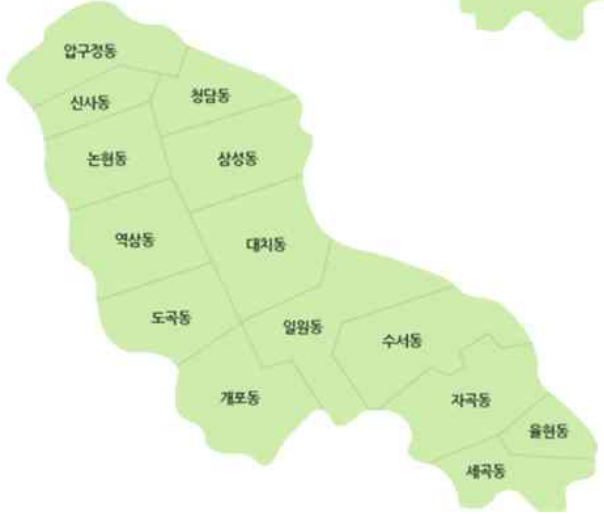 압구정동
신사동
청담동
논현동
삼성동
역삼동
대치동
도곡동
일원동
수서동
개포동
자곡동
율현동
세곡동